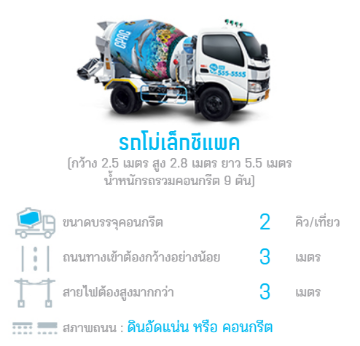 CPAC
555-5555
รถโม่เล็กซีแพค
(กว้าง 2.5 เมตร สูง 2.8 เมตร ยาว 5.5 เมตร
น้ำหนักรถรวมคอนกรีต 9 ตัน)
ขนาดบรรจุคอนกรีต 2 คิว/เที่ยว
ถนนทางเข้าต้องกว้างอย่างน้อย 3 เมตร
สายไฟต้องสูงมากกว่า 3 เมตร
สภาพถนน : ดินอัดแน่น หรือ คอนกรีต